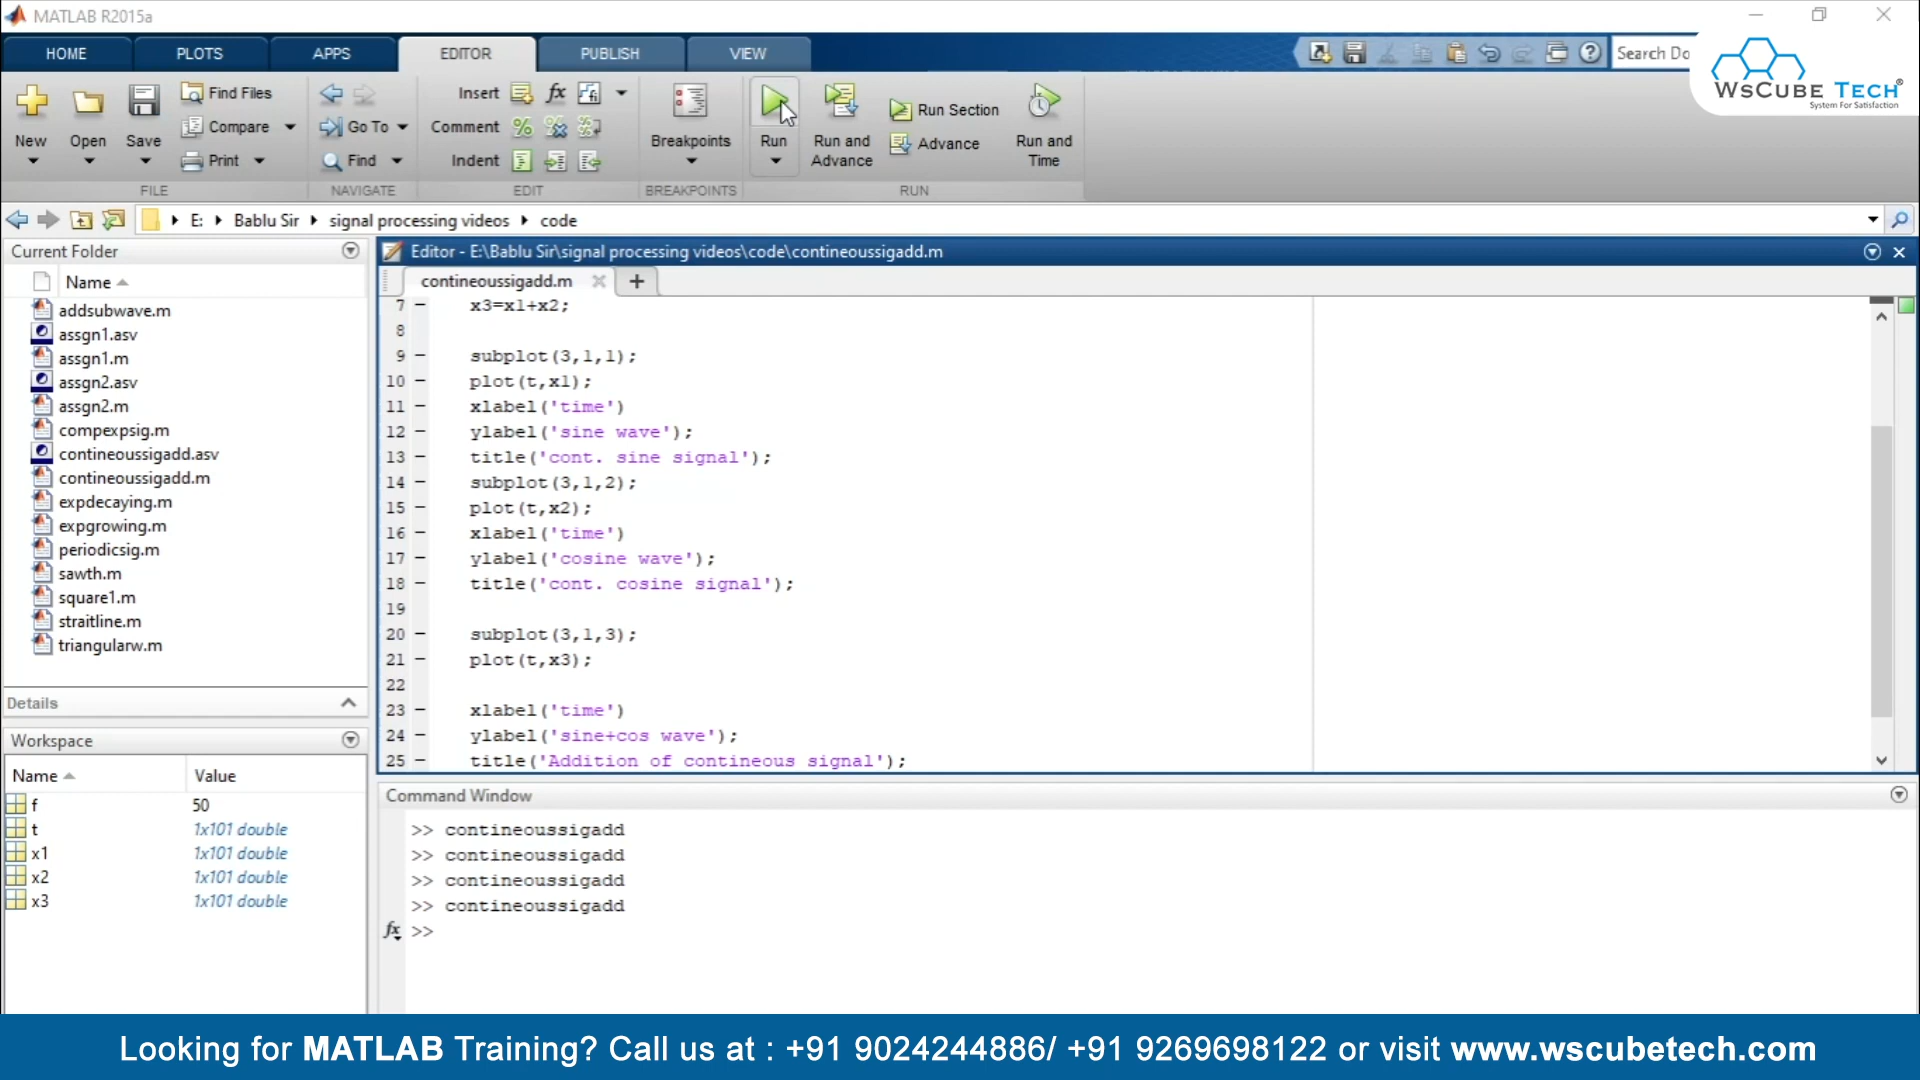 MATLAB R2015a
HOME
PLOTS
APPS
EDITOR
PUBLISH
VIEW
Search Do
WsCube Tech®
System For Satisfaction
New
Open
Save
Find Files
Compare
Print
FILE
Go To
Find
NAVIGATE
Insert
Comment
Indent
EDIT
Breakpoints
BREAKPOINTS
Run
Run and Advance
Run Section
Advance
Run and Time
RUN
E: Bablu Sir signal processing videos code
Current Folder
Name
addsubwave.m
assgn1.asv
assgn1.m
assgn2.asv
assgn2.m
compexpsig.m
contineoussigadd.asv
contineoussigadd.m
expdecaying.m
expgrowing.m
periodicsig.m
sawth.m
square1.m
straitline.m
triangularw.m
Details
Workspace
Name Value
f 50
t 1x101 double
x1 1x101 double
x2 1x101 double
x3 1x101 double
Editor - E:\Bablu Sir\signal processing videos\code\contineoussigadd.m
contineoussigadd.m
7 – x3=x1+x2;
8
9 – subplot(3,1,1);
10 – plot(t,x1);
11 – xlabel('time')
12 – ylabel('sine wave');
13 – title('cont. sine signal');
14 – subplot(3,1,2);
15 – plot(t,x2);
16 – xlabel('time')
17 – ylabel('cosine wave');
18 – title('cont. cosine signal');
19
20 – subplot(3,1,3);
21 – plot(t,x3);
22
23 – xlabel('time')
24 – ylabel('sine+cos wave');
25 – title('Addition of contineous signal');
Command Window
>> contineoussigadd
>> contineoussigadd
>> contineoussigadd
>> contineoussigadd
fx >>
Looking for MATLAB Training? Call us at : +91 9024244886/ +91 9269698122 or visit www.wscubetech.com